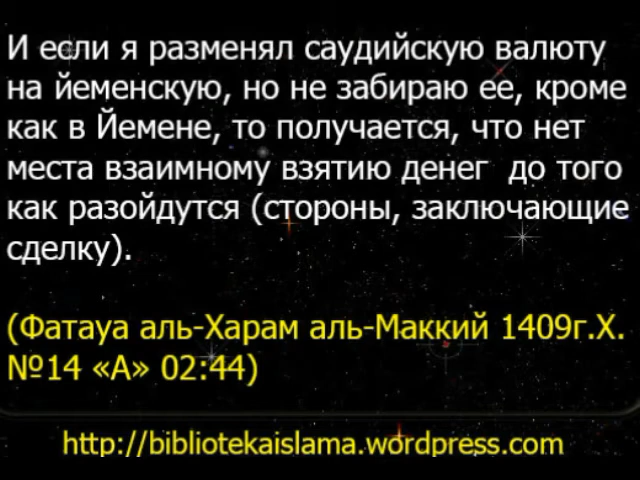 И если я разменял саудийскую валюту
на йеменскую, но не забираю ее, кроме
как в Йемене, то получается, что нет
места взаимному взятию денег до того
как разойдутся (стороны, заключающие
сделку).
(Фатауа аль-Харам аль-Маккий 1409г.Х.
№14 «А» 02:44)
http://bibliotekaislama.wordpress.com